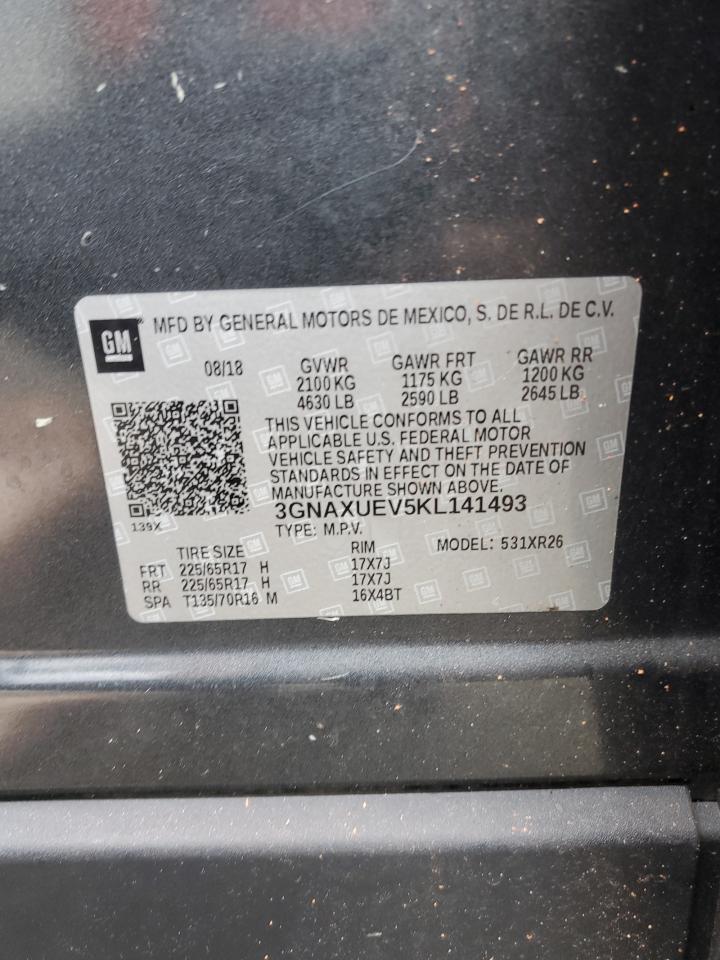 GM
MFD BY GENERAL MOTORS DE MEXICO, S. DE R.L. DE C.V.
08/18 GVWR GAWR FRT GAWR RR
2100 KG 1175 KG 1200 KG
4630 LB 2590 LB 2645 LB
THIS VEHICLE CONFORMS TO ALL
APPLICABLE U.S. FEDERAL MOTOR
VEHICLE SAFETY AND THEFT PREVENTION
STANDARDS IN EFFECT ON THE DATE OF
MANUFACTURE SHOWN ABOVE.
3GNAXUEV5KL141493
139X
TYPE: M.P.V.
TIRE SIZE RIM MODEL: 531XR26
FRT 225/65R17 H 17X7J
RR 225/65R17 H 17X7J
SPA T135/70R16 M 16X4BT